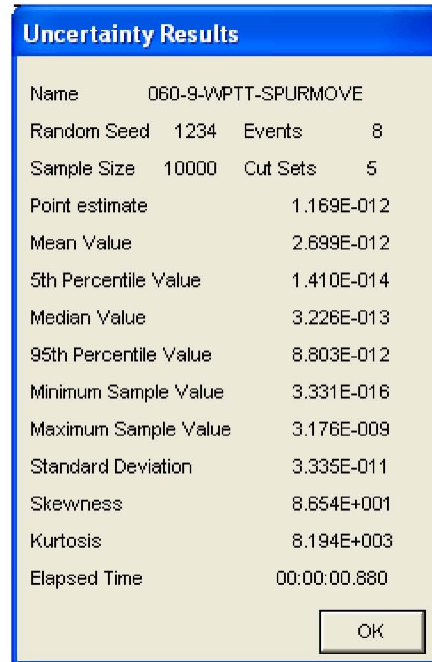 Uncertainty Results
Name 060-9-WPTT-SPURMOVE
Random Seed 1234 Events 8
Sample Size 10000 Cut Sets 5
Point estimate 1.169E-012
Mean Value 2.699E-012
5th Percentile Value 1.410E-014
Median Value 3.226E-013
95th Percentile Value 8.803E-012
Minimum Sample Value 3.331E-016
Maximum Sample Value 3.176E-009
Standard Deviation 3.335E-011
Skewness 8.654E+001
Kurtosis 8.194E+003
Elapsed Time 00:00:00.880
OK